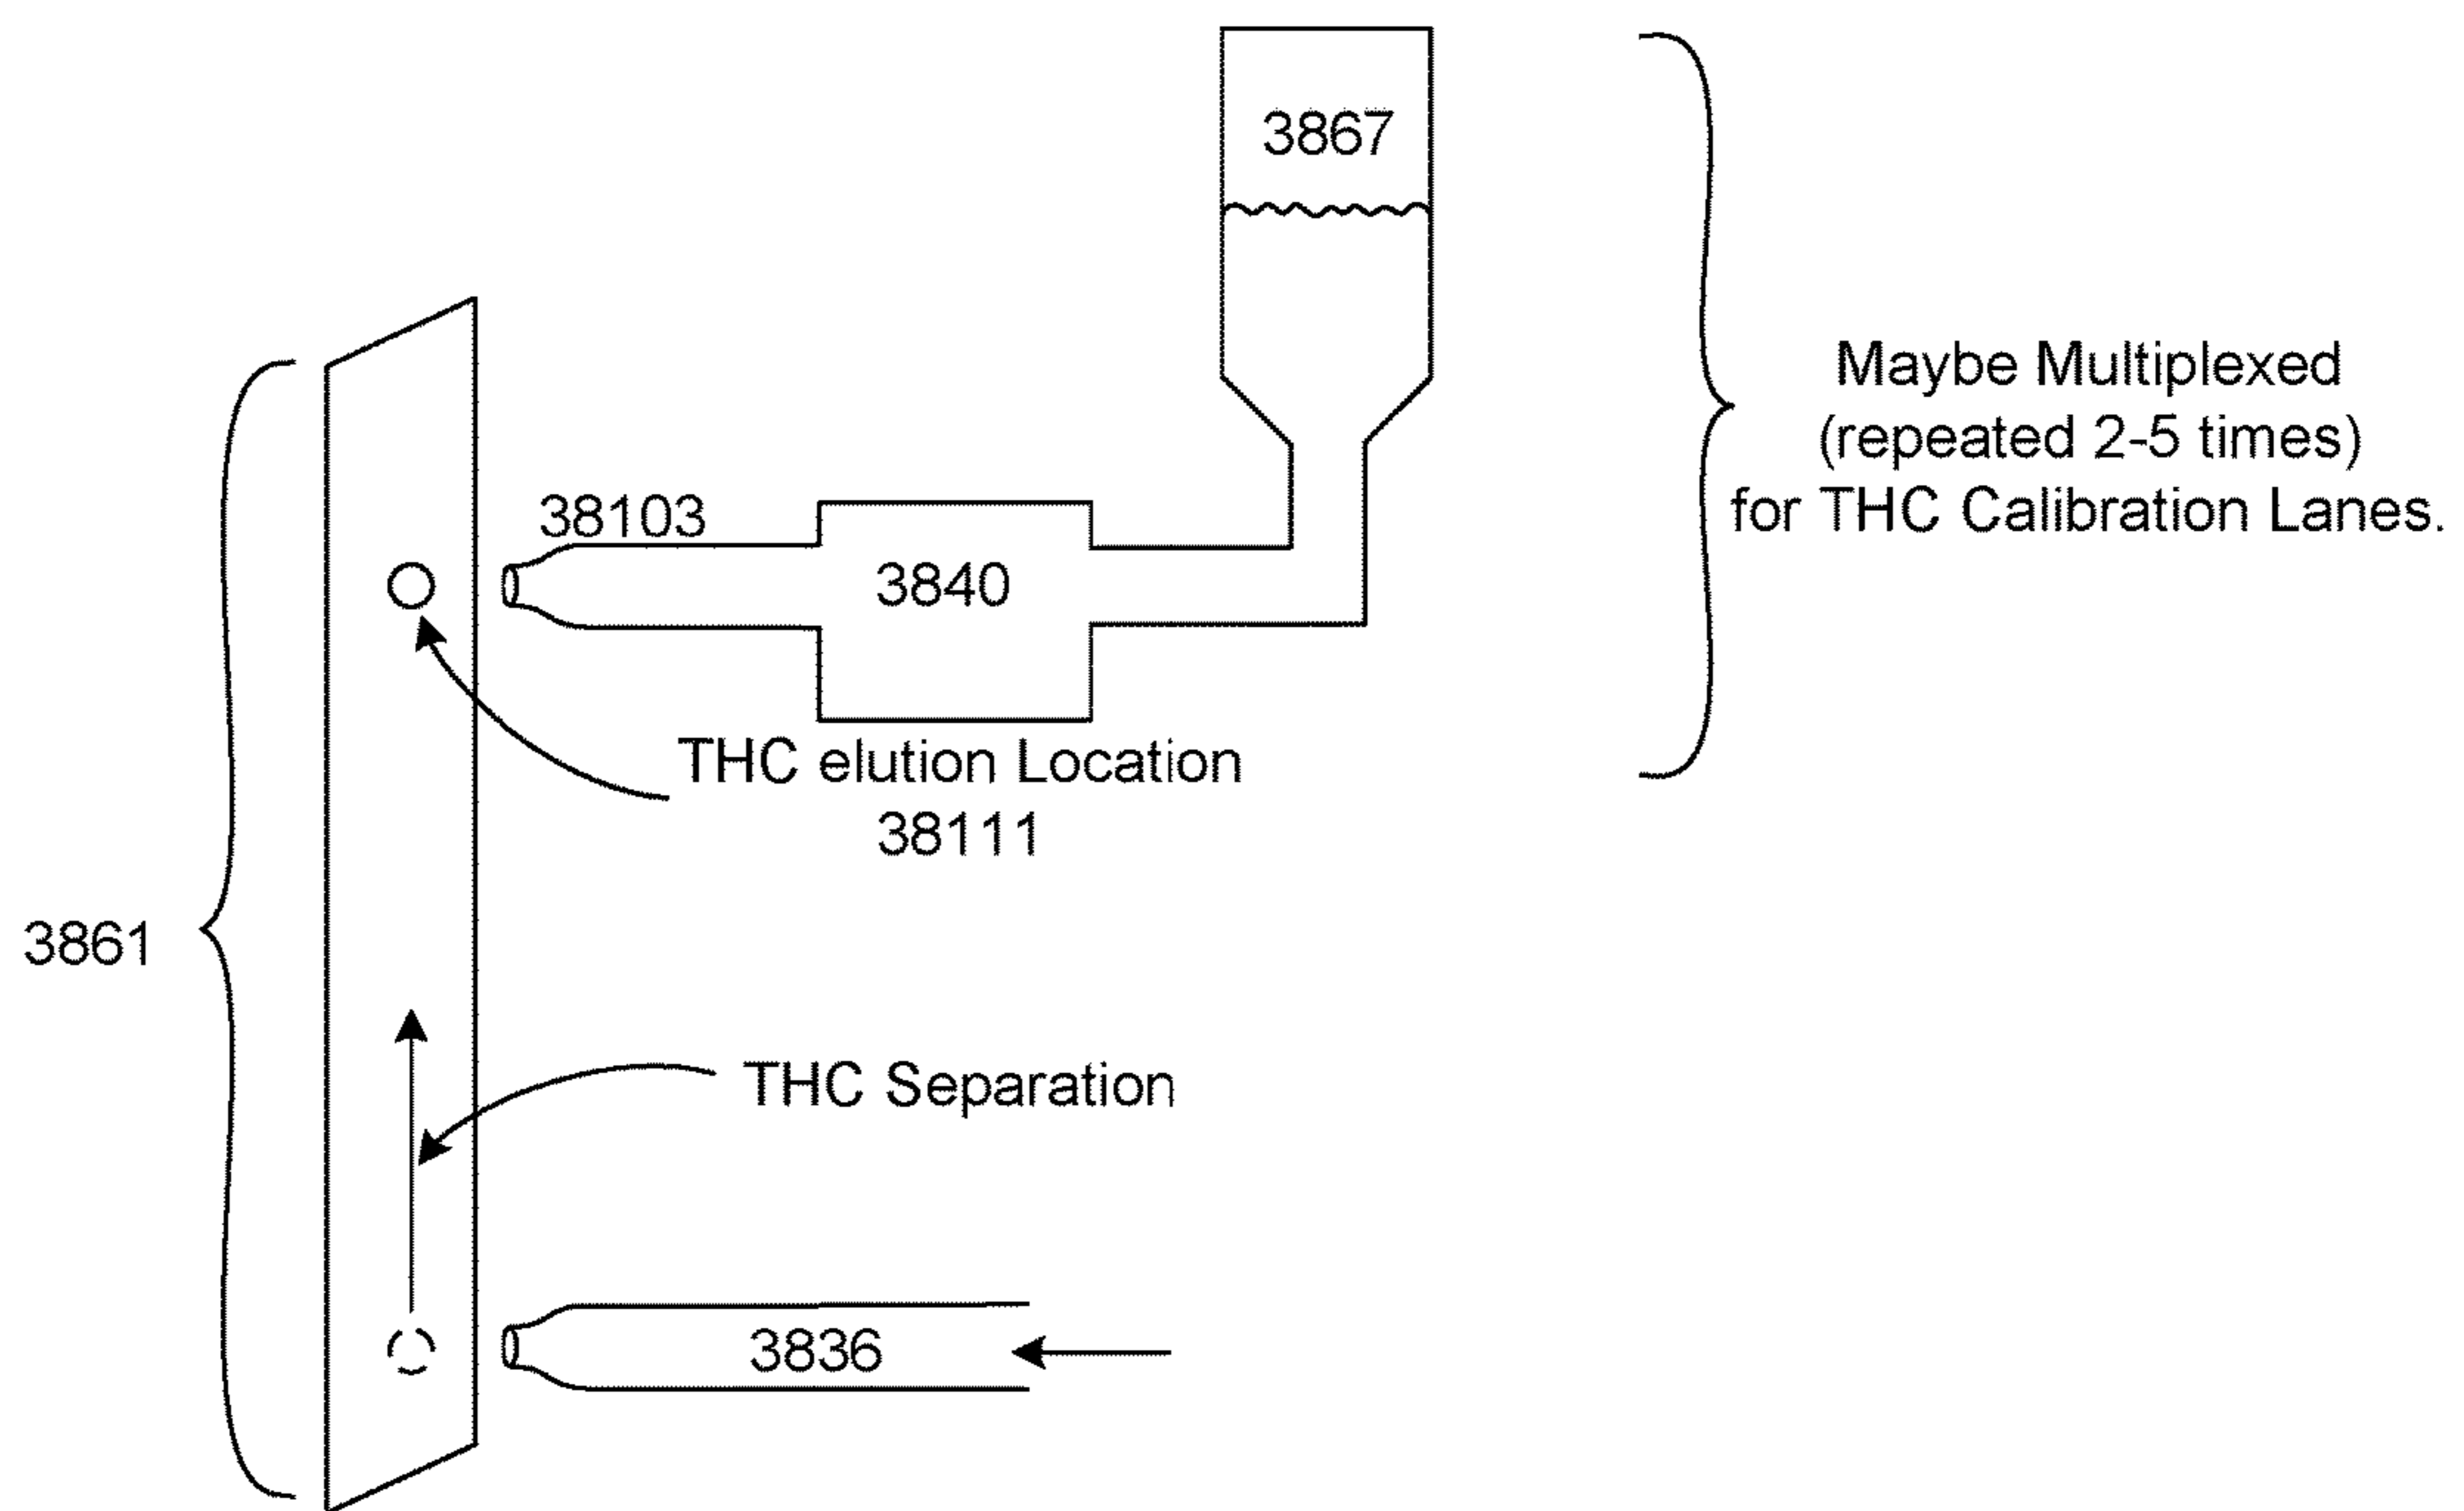 3867
Maybe Multiplexed
(repeated 2-5 times)
for THC Calibration Lanes.
38103
3840
THC elution Location
38111
3861
THC Separation
3836